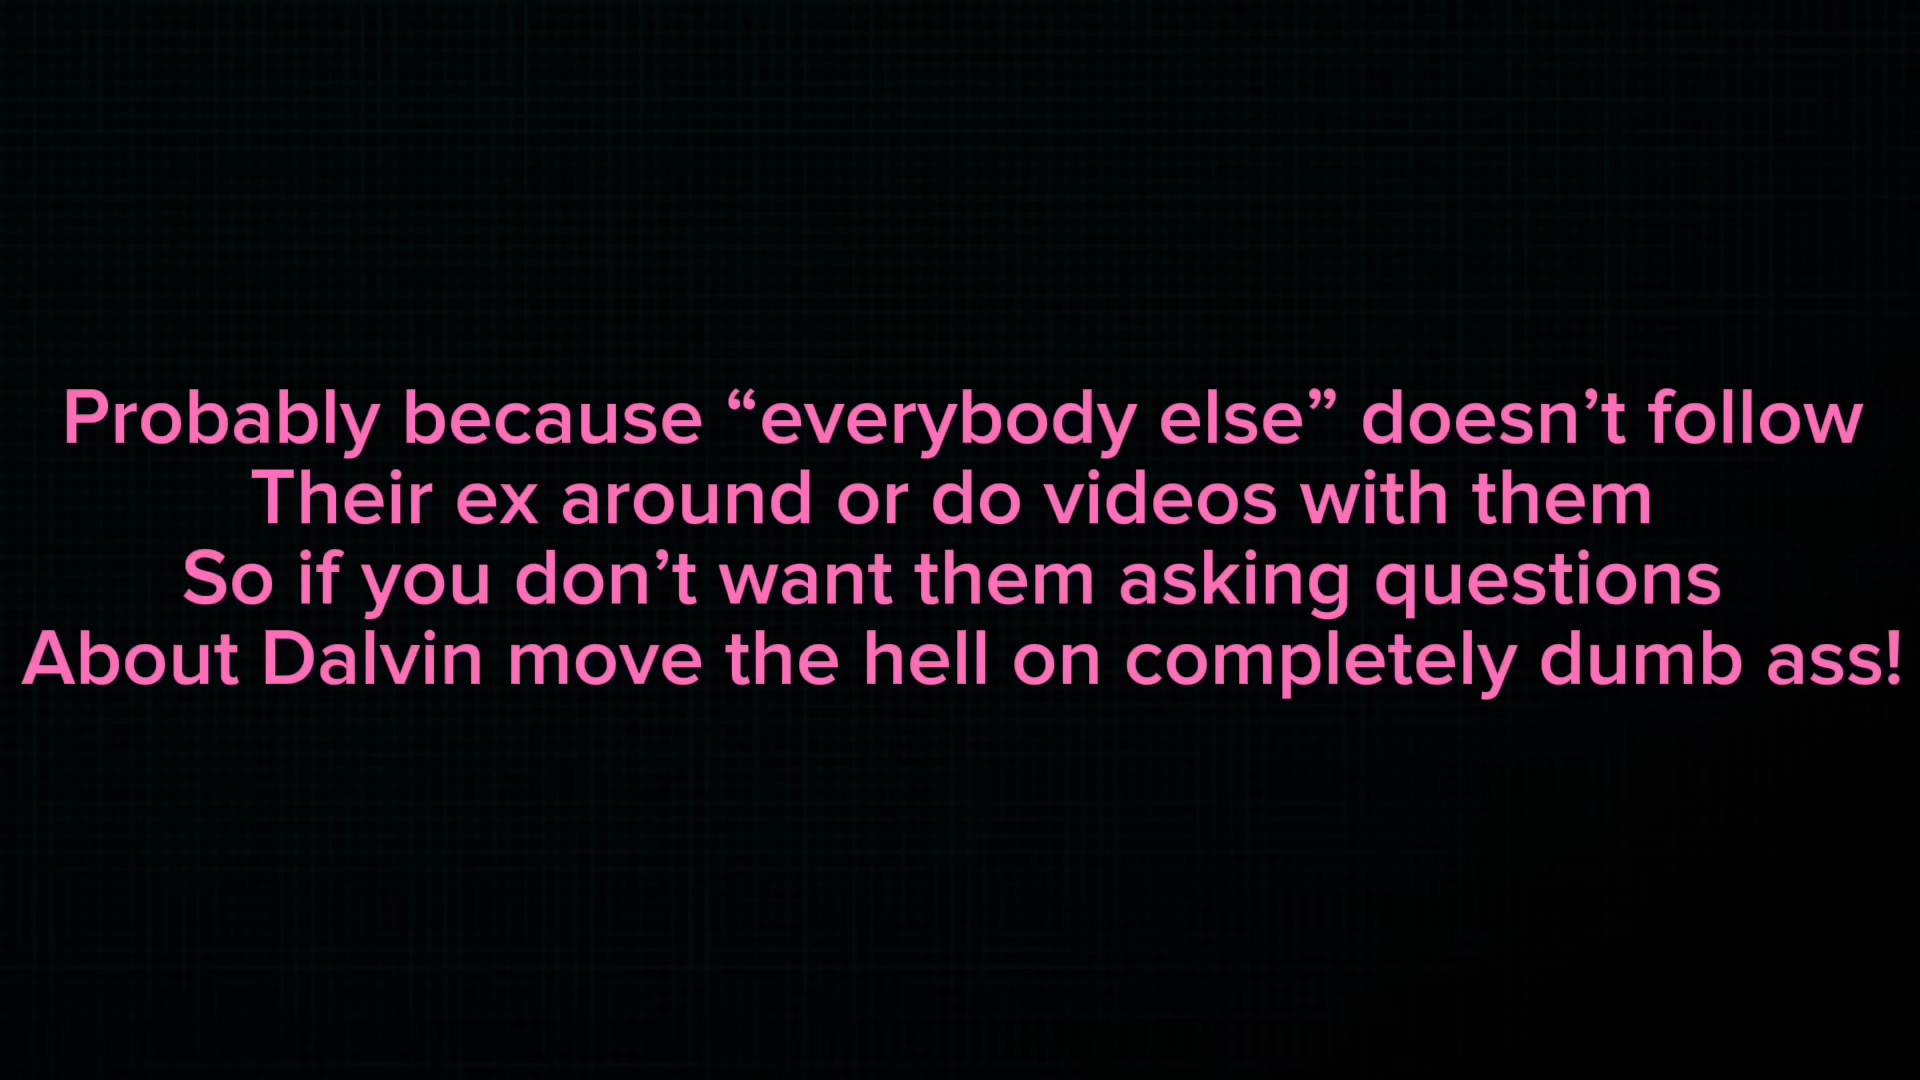 Probably because “everybody else” doesn’t follow
Their ex around or do videos with them
So if you don’t want them asking questions
About Dalvin move the hell on completely dumb ass!